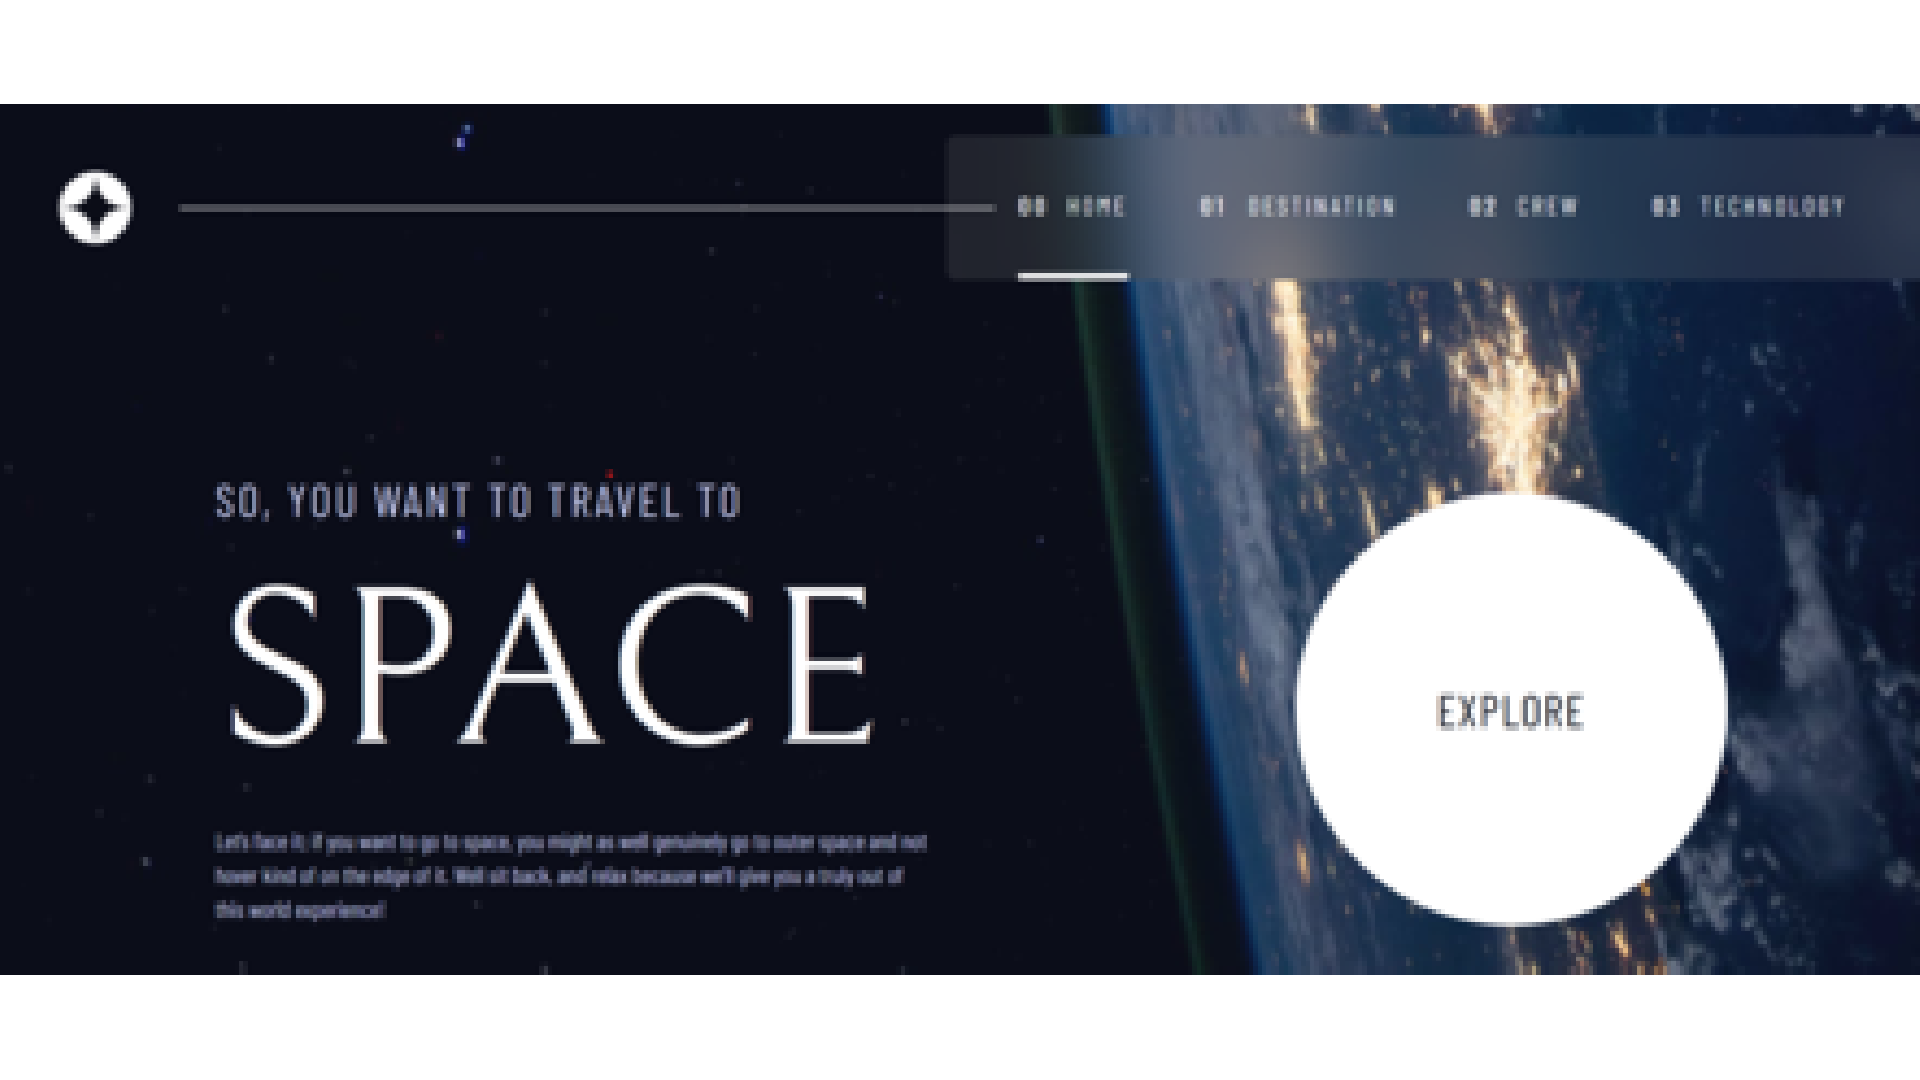 00 HOME 01 DESTINATION 02 CREW 03 TECHNOLOGY
SO, YOU WANT TO TRAVEL TO
SPACE
Let's face it; if you want to go to space, you might as well genuinely go to outer space and not
hover kind of on the edge of it. Well sit back, and relax because we'll give you a truly out of
this world experience!
EXPLORE